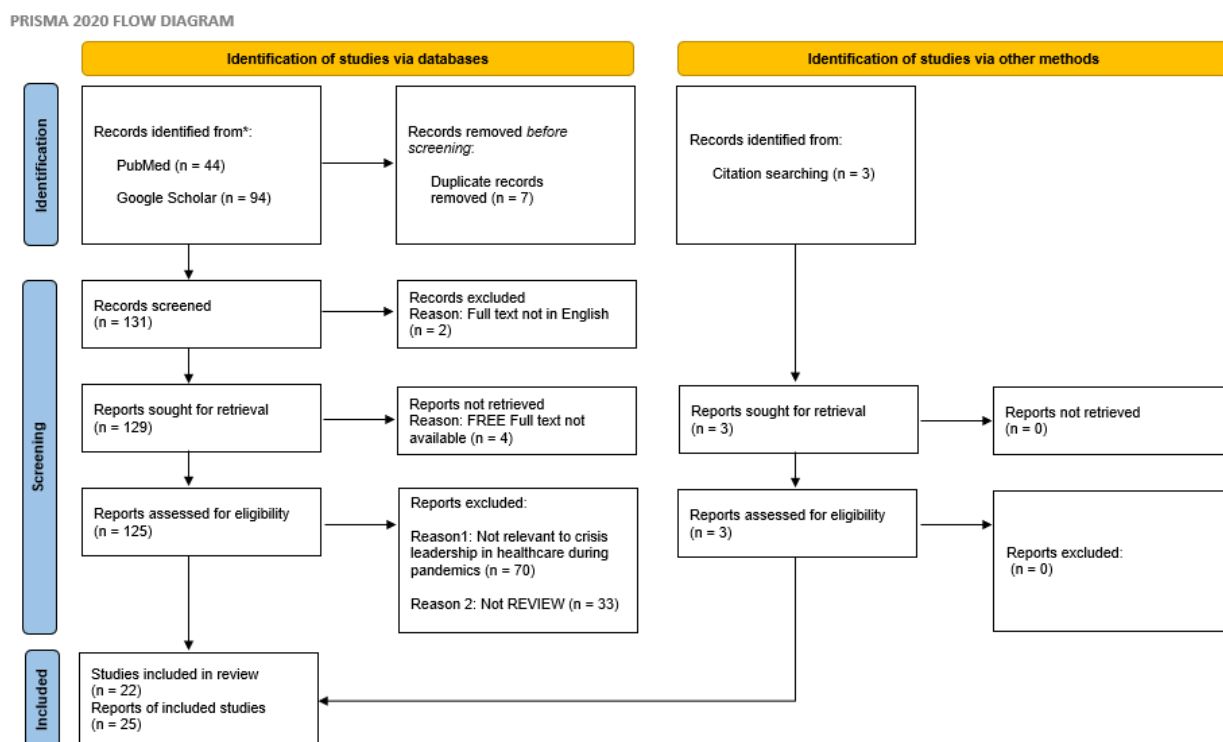 PRISMA 2020 FLOW DIAGRAM
Identification of studies via databases
Identification of studies via other methods
Identification
Records identified from*:
PubMed (n = 44)
Google Scholar (n = 94)
Records removed before
screening:
Duplicate records
removed (n = 7)
Records identified from:
Citation searching (n = 3)
Screening
Records screened
(n = 131)
Records excluded
Reason: Full text not in English
(n = 2)
Reports sought for retrieval
(n = 129)
Reports not retrieved
Reason: FREE Full text not
available (n = 4)
Reports sought for retrieval
(n = 3)
Reports not retrieved
(n = 0)
Reports assessed for eligibility
(n = 125)
Reports excluded:
Reason1: Not relevant to crisis
leadership in healthcare during
pandemics (n = 70)
Reason 2: Not REVIEW (n = 33)
Reports assessed for eligibility
(n = 3)
Reports excluded:
(n = 0)
Included
Studies included in review
(n = 22)
Reports of included studies
(n = 25)